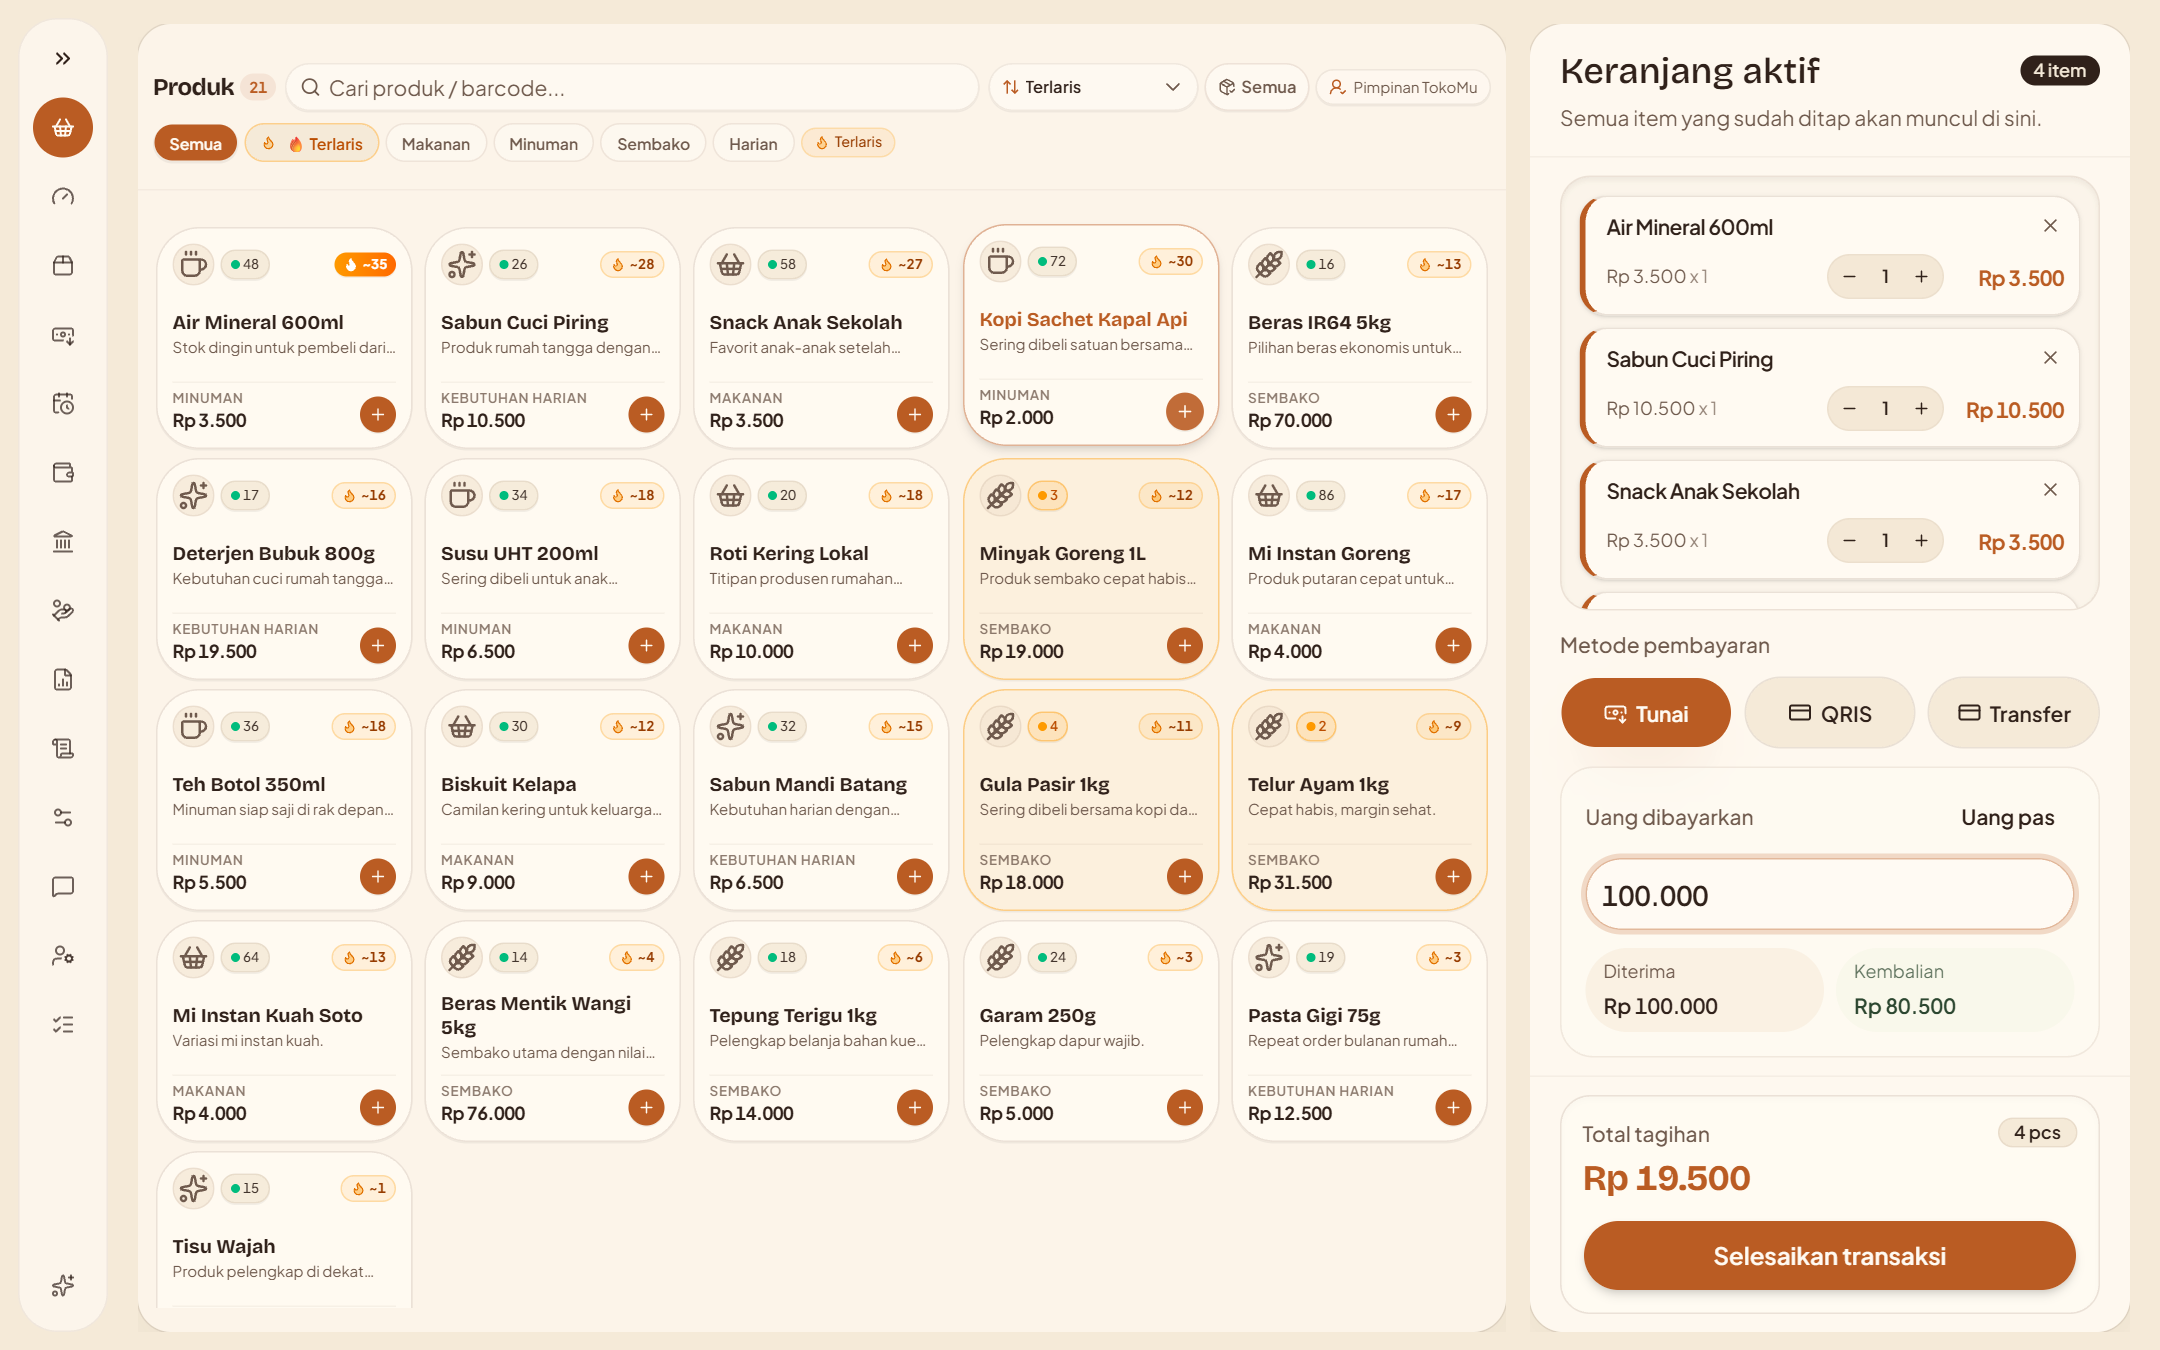 Produk 21
Cari produk / barcode...
Terlaris
Semua
Pimpinan TokoMu
Semua
🔥 Terlaris
Makanan
Minuman
Sembako
Harian
Terlaris
48 ~35
Air Mineral 600ml
Stok dingin untuk pembeli dari...
MINUMAN
Rp 3.500
26 ~28
Sabun Cuci Piring
Produk rumah tangga dengan...
KEBUTUHAN HARIAN
Rp 10.500
58 ~27
Snack Anak Sekolah
Favorit anak-anak setelah...
MAKANAN
Rp 3.500
72 ~30
Kopi Sachet Kapal Api
Sering dibeli satuan bersama...
MINUMAN
Rp 2.000
16 ~13
Beras IR64 5kg
Pilihan beras ekonomis untuk...
SEMBAKO
Rp 70.000
17 ~16
Deterjen Bubuk 800g
Kebutuhan cuci rumah tangga...
KEBUTUHAN HARIAN
Rp 19.500
34 ~18
Susu UHT 200ml
Sering dibeli untuk anak...
MINUMAN
Rp 6.500
20 ~18
Roti Kering Lokal
Titipan produsen rumahan...
MAKANAN
Rp 10.000
3 ~12
Minyak Goreng 1L
Produk sembako cepat habis...
SEMBAKO
Rp 19.000
86 ~17
Mi Instan Goreng
Produk putaran cepat untuk...
MAKANAN
Rp 4.000
36 ~18
Teh Botol 350ml
Minuman siap saji di rak depan...
MINUMAN
Rp 5.500
30 ~12
Biskuit Kelapa
Camilan kering untuk keluarga...
MAKANAN
Rp 9.000
32 ~15
Sabun Mandi Batang
Kebutuhan harian dengan...
KEBUTUHAN HARIAN
Rp 6.500
4 ~11
Gula Pasir 1kg
Sering dibeli bersama kopi da...
SEMBAKO
Rp 18.000
2 ~9
Telur Ayam 1kg
Cepat habis, margin sehat.
SEMBAKO
Rp 31.500
64 ~13
Mi Instan Kuah Soto
Variasi mi instan kuah.
MAKANAN
Rp 4.000
14 ~4
Beras Mentik Wangi
5kg
Sembako utama dengan nilai...
SEMBAKO
Rp 76.000
18 ~6
Tepung Terigu 1kg
Pelengkap belanja bahan kue...
SEMBAKO
Rp 14.000
24 ~3
Garam 250g
Pelengkap dapur wajib.
SEMBAKO
Rp 5.000
19 ~3
Pasta Gigi 75g
Repeat order bulanan rumah...
KEBUTUHAN HARIAN
Rp 12.500
15 ~1
Tisu Wajah
Produk pelengkap di dekat...
Keranjang aktif
4 item
Semua item yang sudah ditap akan muncul di sini.
Air Mineral 600ml
Rp 3.500 x 1
− 1 +
Rp 3.500
Sabun Cuci Piring
Rp 10.500 x 1
− 1 +
Rp 10.500
Snack Anak Sekolah
Rp 3.500 x 1
− 1 +
Rp 3.500
Metode pembayaran
Tunai
QRIS
Transfer
Uang dibayarkan
Uang pas
100.000
Diterima
Rp 100.000
Kembalian
Rp 80.500
Total tagihan
4 pcs
Rp 19.500
Selesaikan transaksi